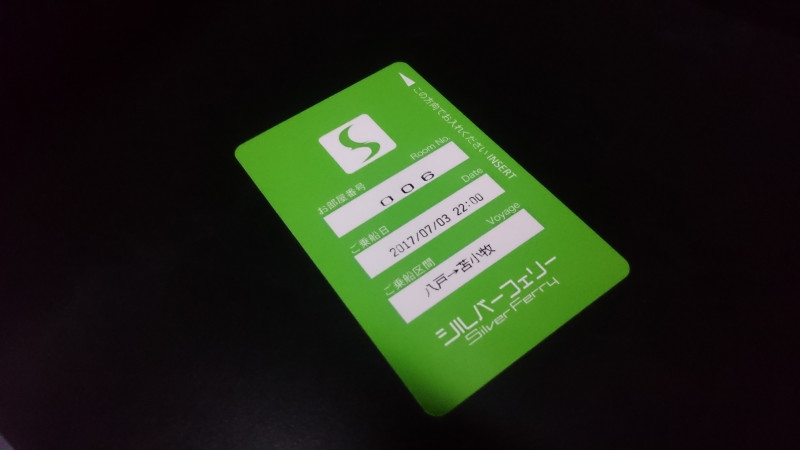 この方向でお入れください INSERT
S
お部屋番号 Room No
006
ご乗船日 Date
2017/07/03 22:00
ご乗船区間 Voyage
八戸→苫小牧
シルバーフェリー
Silver Ferry